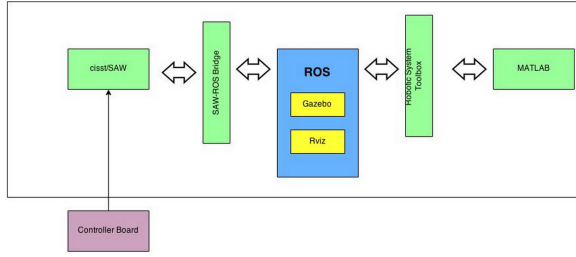 cisst/SAW
SAW-ROS Bridge
ROS
Gazebo
Rviz
Robotic System
Toolbox
MATLAB
Controller Board